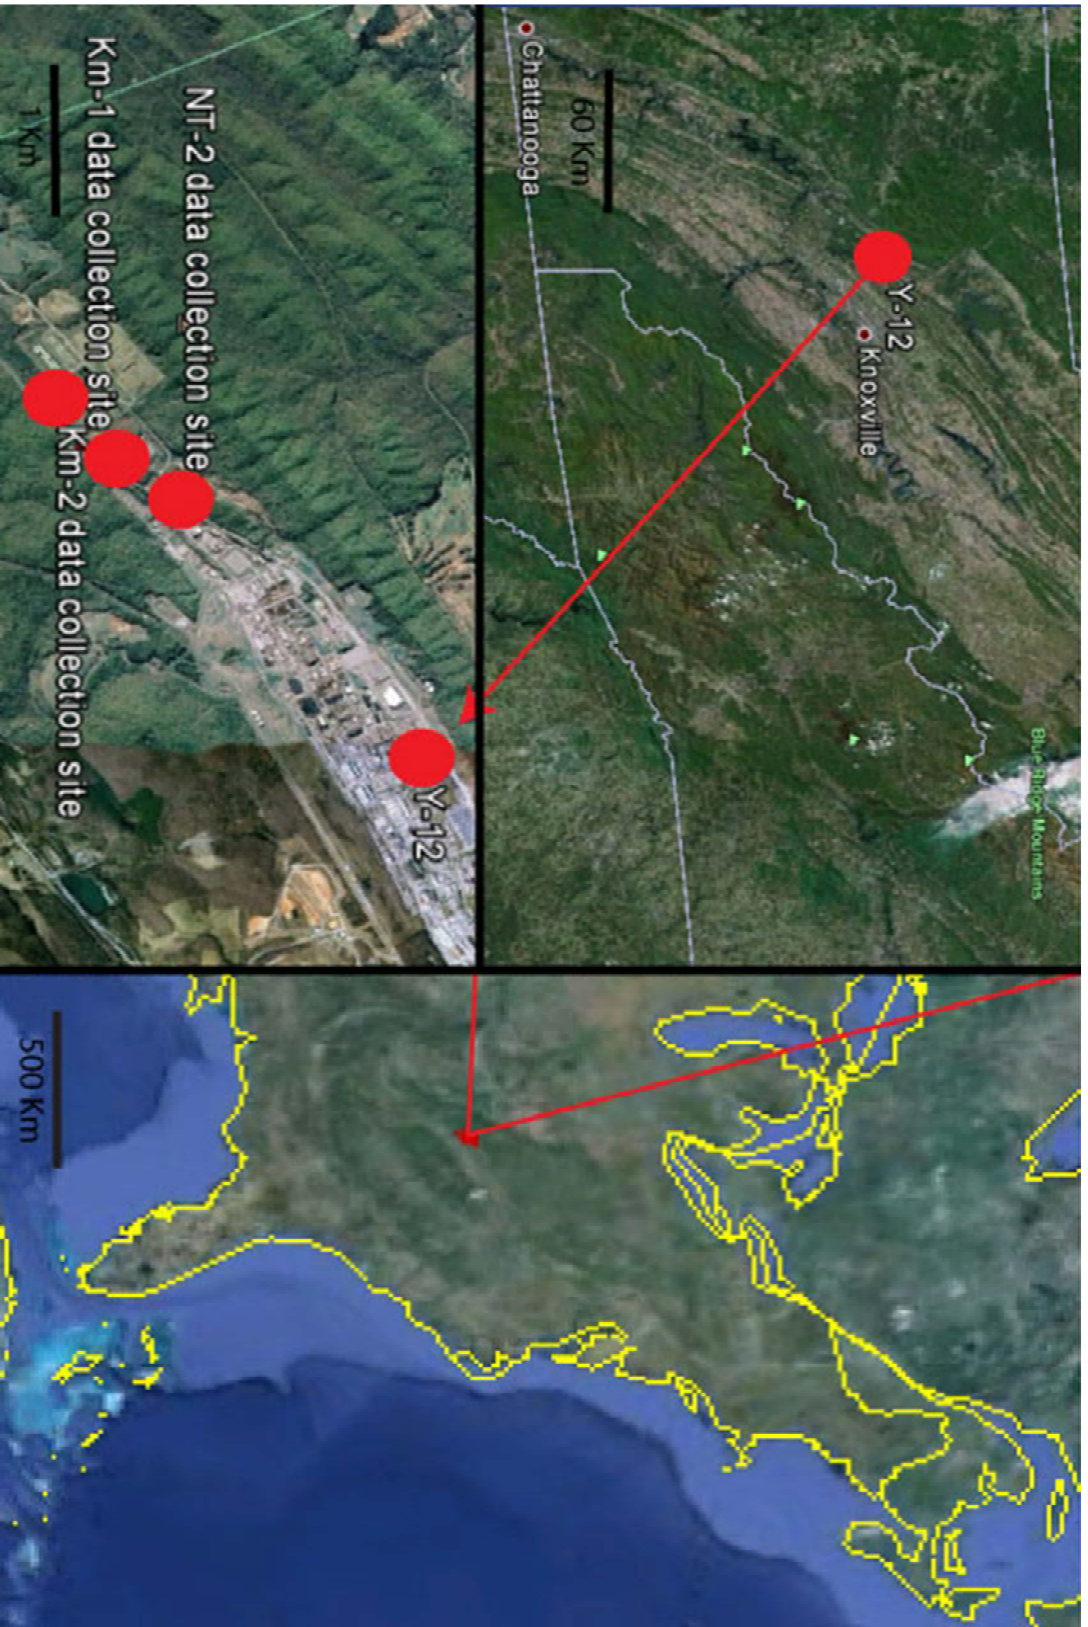 Y-12
Knoxville
Blue Ridge Mountains
60 Km
Chattanooga
Y-12
NT-2 data collection site
Km-1 data collection site
Km-2 data collection site
1 Km
500 Km